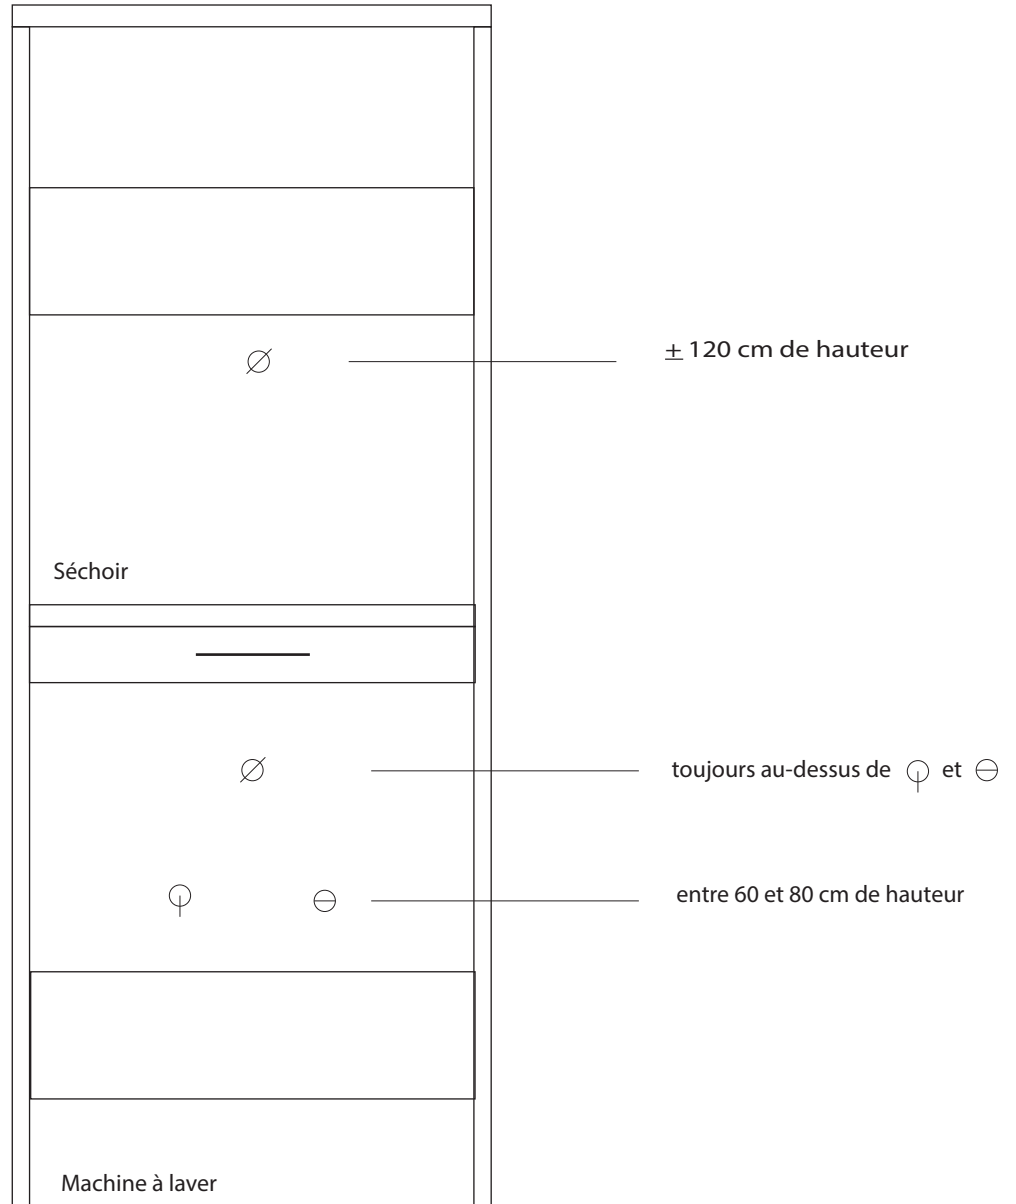 ± 120 cm de hauteur
Séchoir
toujours au-dessus de et
entre 60 et 80 cm de hauteur
Machine à laver